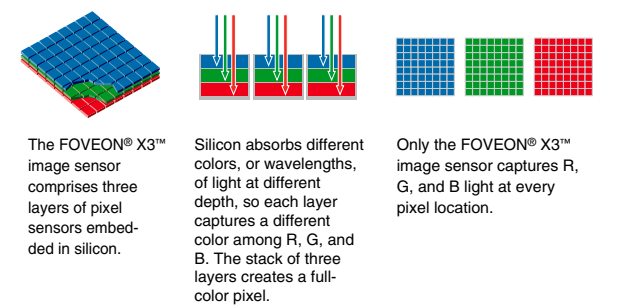 The FOVEON® X3™
image sensor
comprises three
layers of pixel
sensors embed-
ded in silicon.
Silicon absorbs different
colors, or wavelengths,
of light at different
depth, so each layer
captures a different
color among R, G, and
B. The stack of three
layers creates a full-
color pixel.
Only the FOVEON® X3™
image sensor captures R,
G, and B light at every
pixel location.